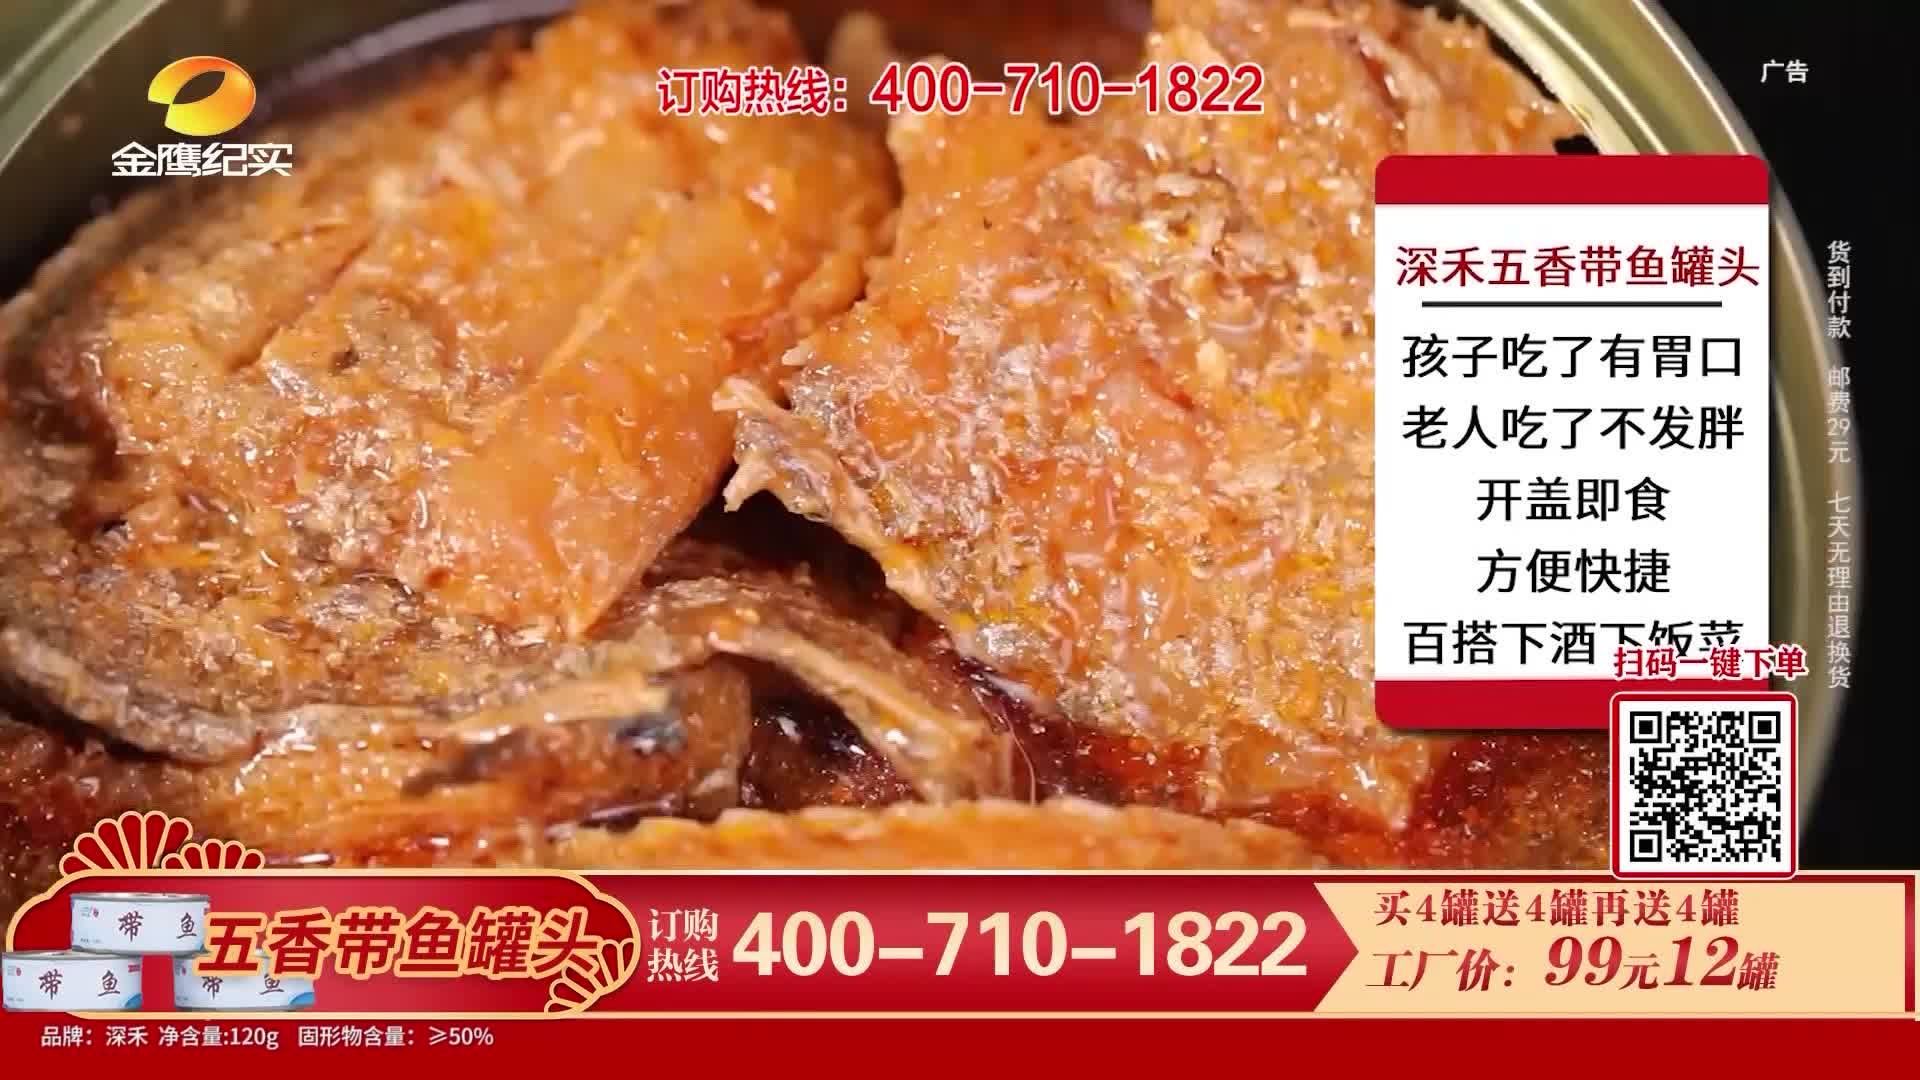 金鹰纪实
订购热线：400-710-1822
广告
深禾五香带鱼罐头
孩子吃了有胃口
老人吃了不发胖
开盖即食
方便快捷
百搭下酒下饭菜
货到付款 邮费29元 七天无理由退换货
扫码一键下单
带 鱼
带 鱼
带 鱼
五香带鱼罐头
订购热线
400-710-1822
买4罐送4罐再送4罐
工厂价：99元12罐
品牌：深禾 净含量:120g 固形物含量：≥50%